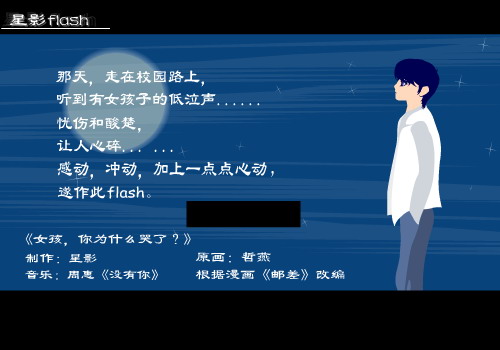 星影flash
那天，走在校园路上，
听到有女孩子的低泣声......
忧伤和酸楚，
让人心碎... ...
感动，冲动，加上一点点心动，
遂作此flash。
《女孩，你为什么哭了？》
制作：星影 原画：哲燕
音乐：周惠《没有你》 根据漫画《邮差》改编